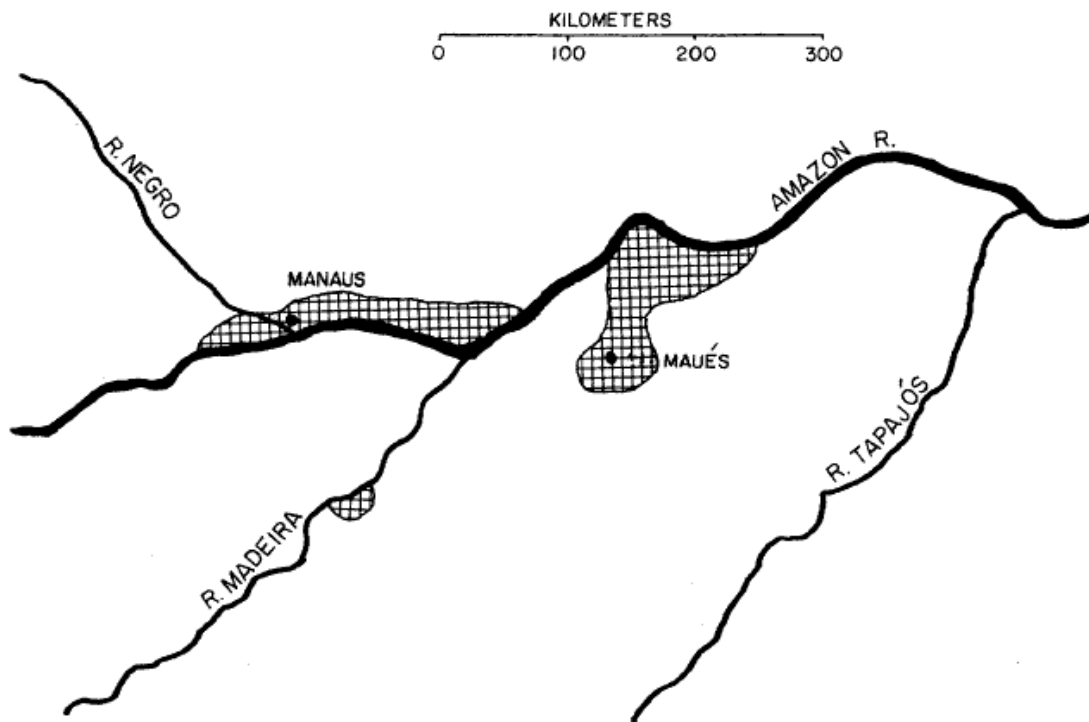 KILOMETERS
0 100 200 300
R. NEGRO
AMAZON R.
MANAUS
MAUÉS
R. TAPAJÓS
R. MADEIRA